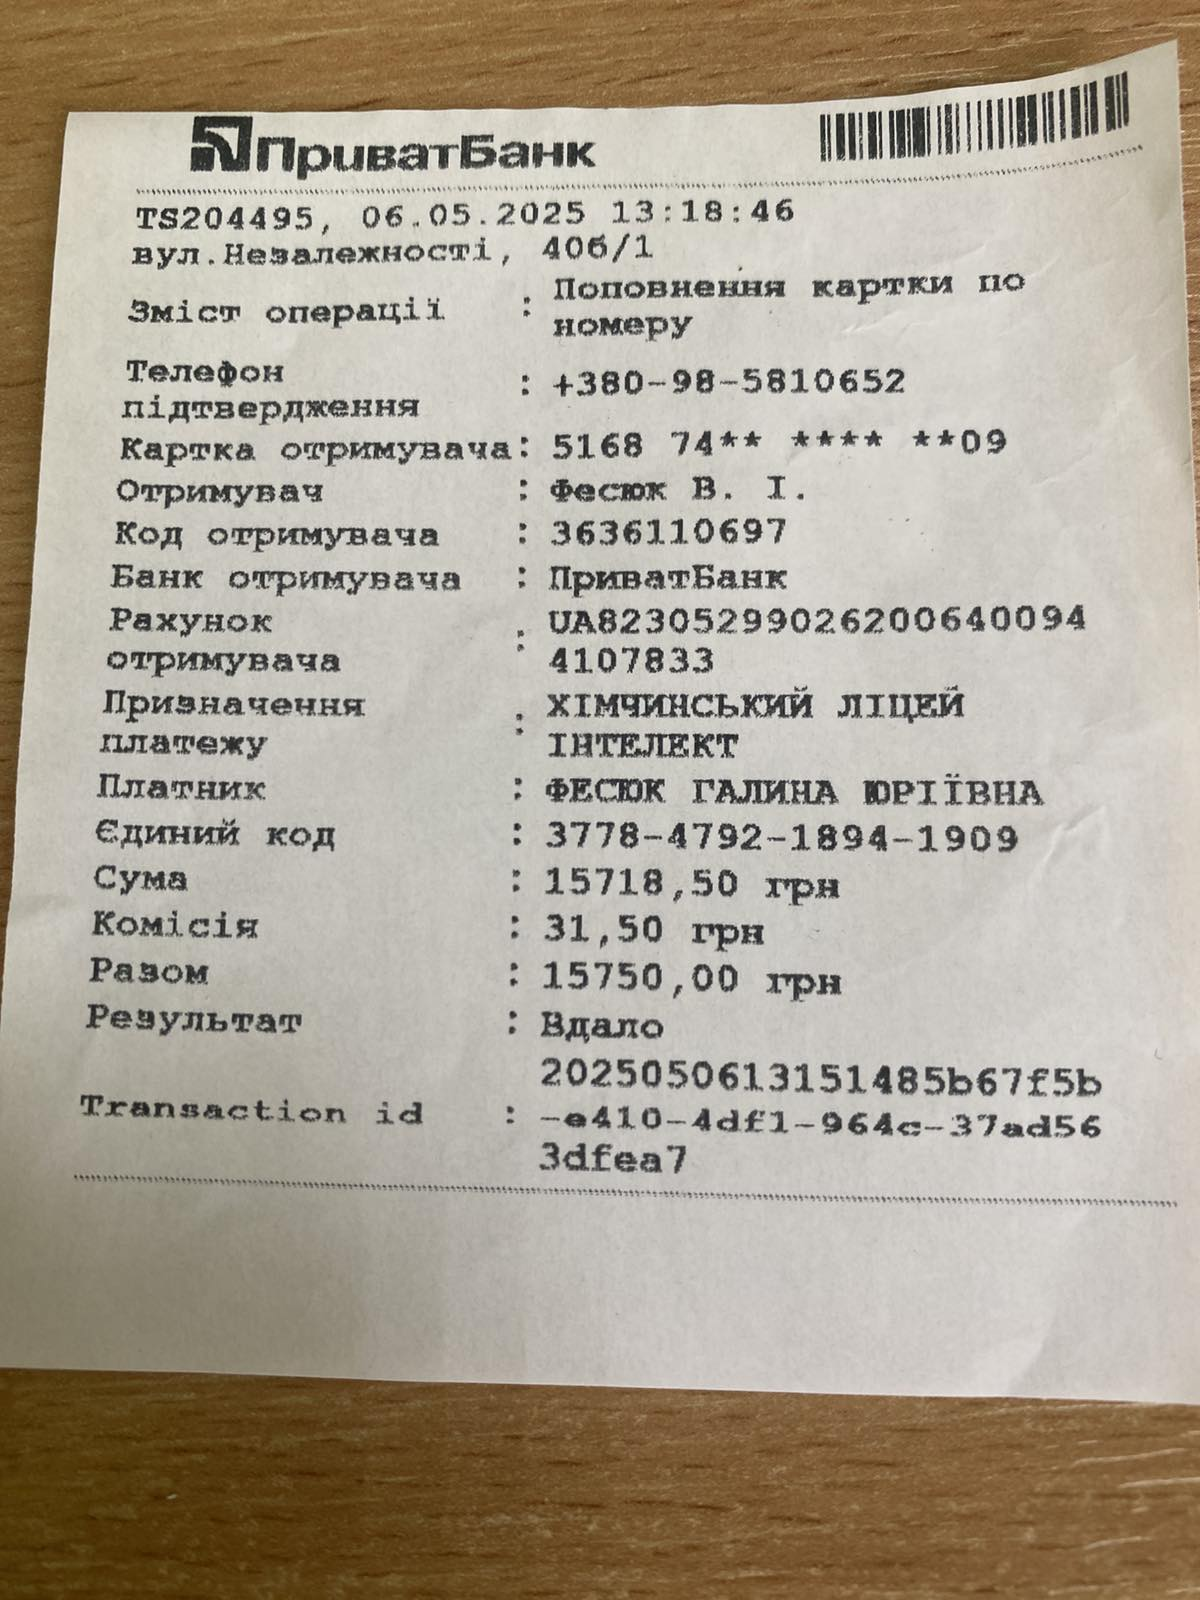 ПриватБанк
TS204495, 06.05.2025 13:18:46
вул.Незалежності, 40б/1
Зміст операції : Поповнення картки по
номеру
Телефон
підтвердження : +380-98-5810652
Картка отримувача: 5168 74** **** **09
Отримувач : Фесюк В. І.
Код отримувача : 3636110697
Банк отримувача : ПриватБанк
Рахунок
отримувача : UA82305299026200640094
4107833
Призначення
платежу : ХІМЧИНСЬКИЙ ЛІЦЕЙ
ІНТЕЛЕКТ
Платник : ФЕСЮК ГАЛИНА ЮРІЇВНА
Єдиний код : 3778-4792-1894-1909
Сума : 15718,50 грн
Комісія : 31,50 грн
Разом : 15750,00 грн
Результат : Вдало
Transaction id : 2025050613151485b67f5b
-e410-4df1-964c-37ad56
3dfea7